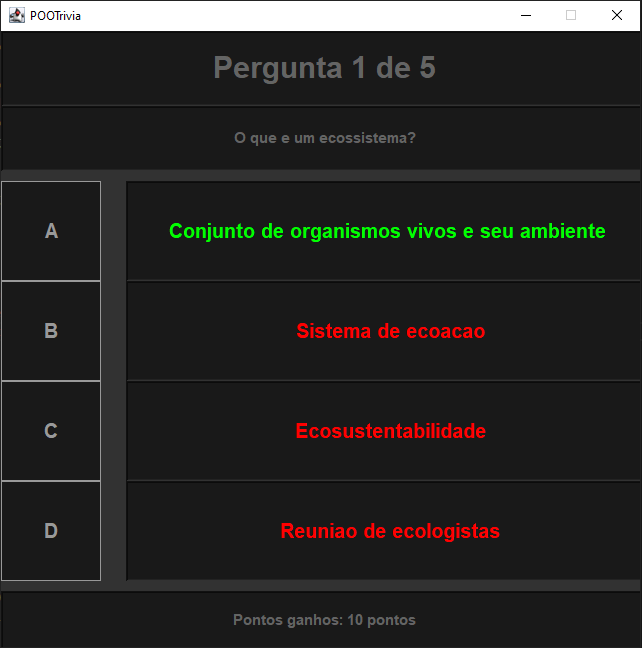 POOTrivia
Pergunta 1 de 5
O que e um ecossistema?
A
Conjunto de organismos vivos e seu ambiente
B
Sistema de ecoacao
C
Ecosustentabilidade
D
Reuniao de ecologistas
Pontos ganhos: 10 pontos